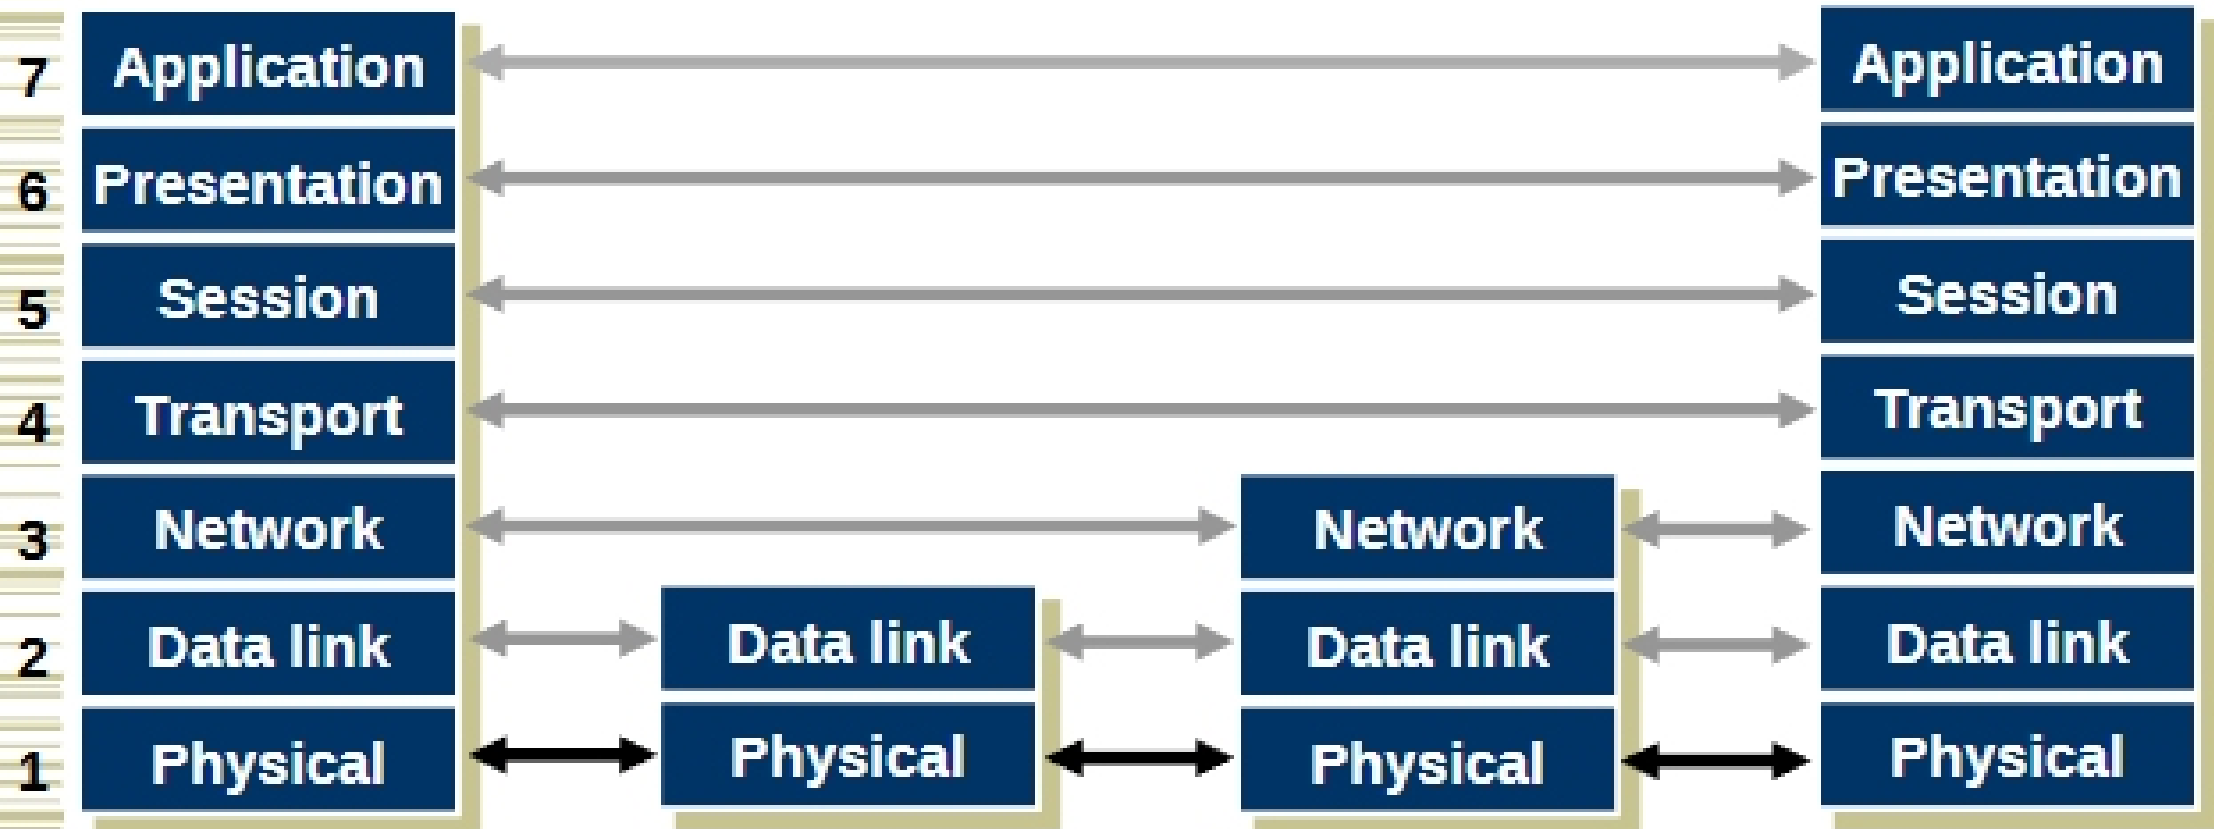 7 Application Application
6 Presentation Presentation
5 Session Session
4 Transport Transport
3 Network Network Network
2 Data link Data link Data link Data link
1 Physical Physical Physical Physical